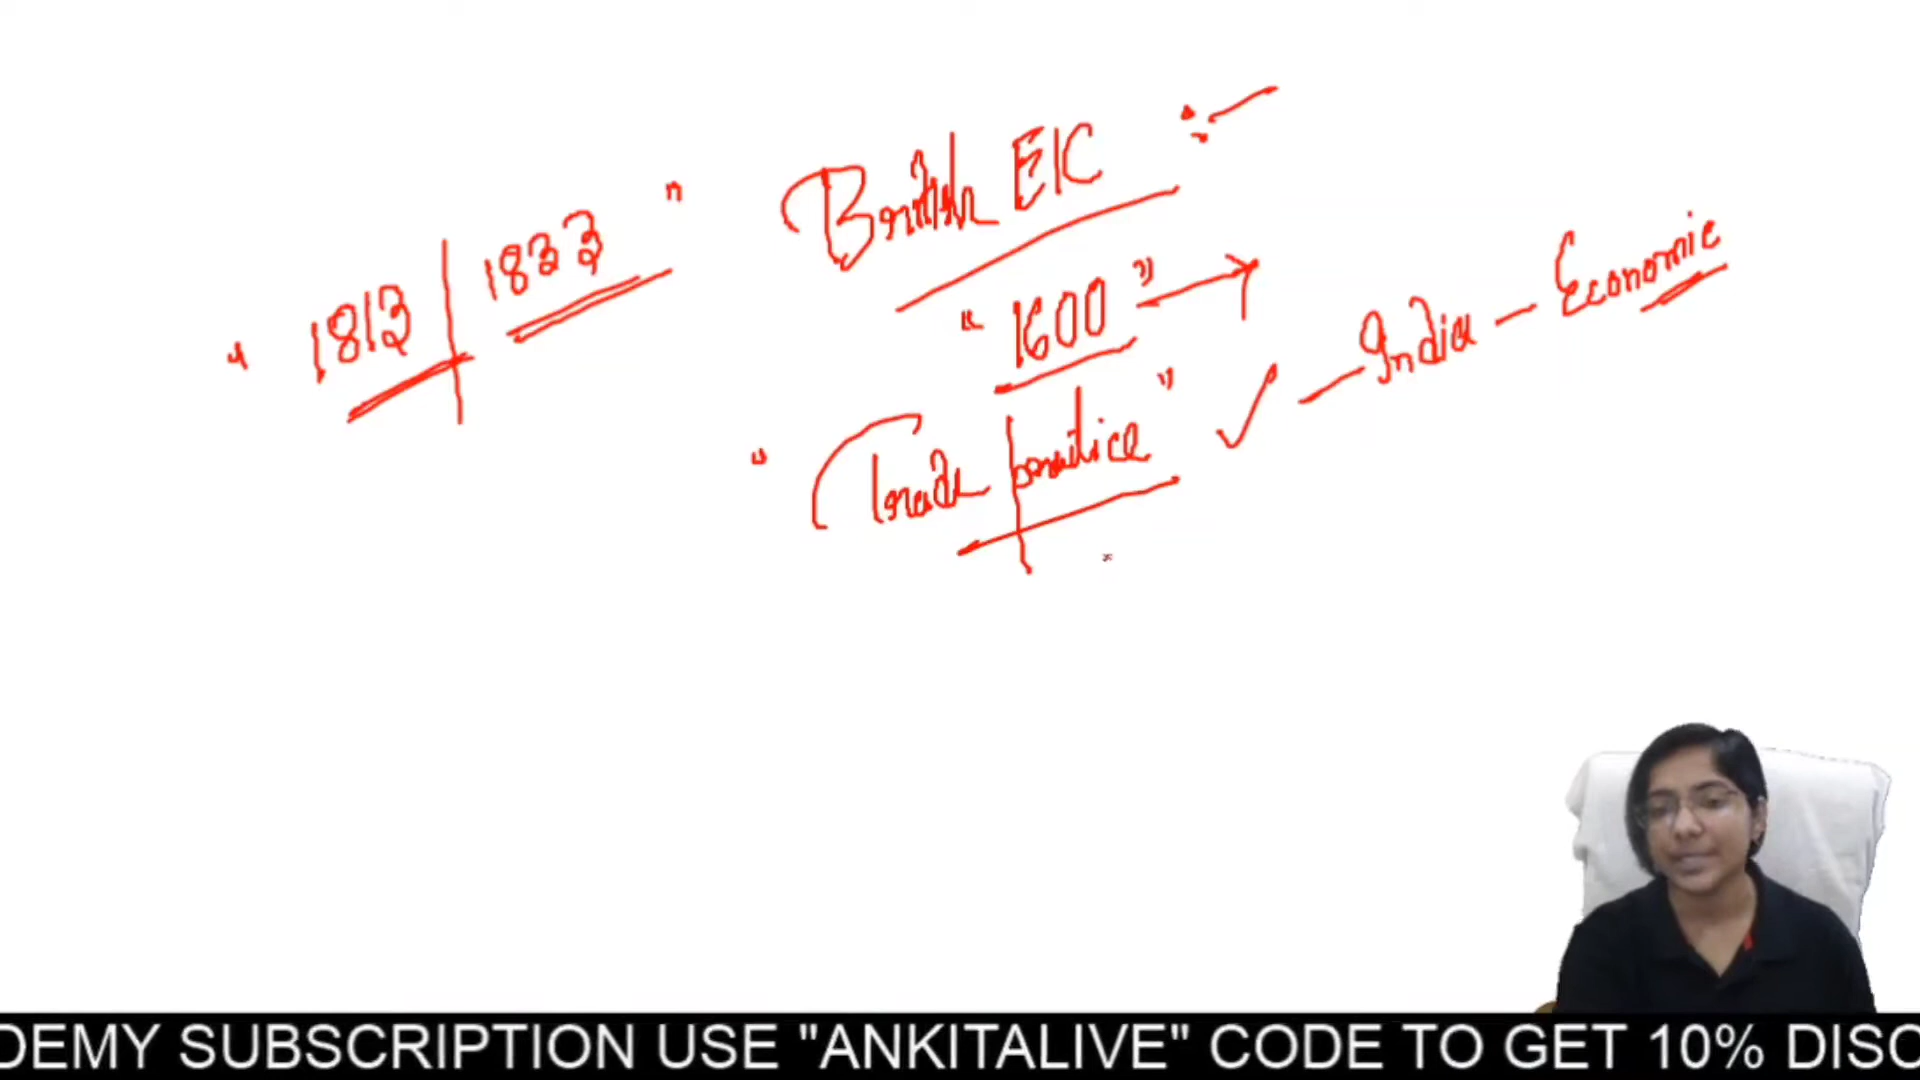 British EIC :-
" 1813 | 1833 "
" 1600 " →
" Trade practice " ✓ - India - Economic
DEMY SUBSCRIPTION USE "ANKITALIVE" CODE TO GET 10% DISC